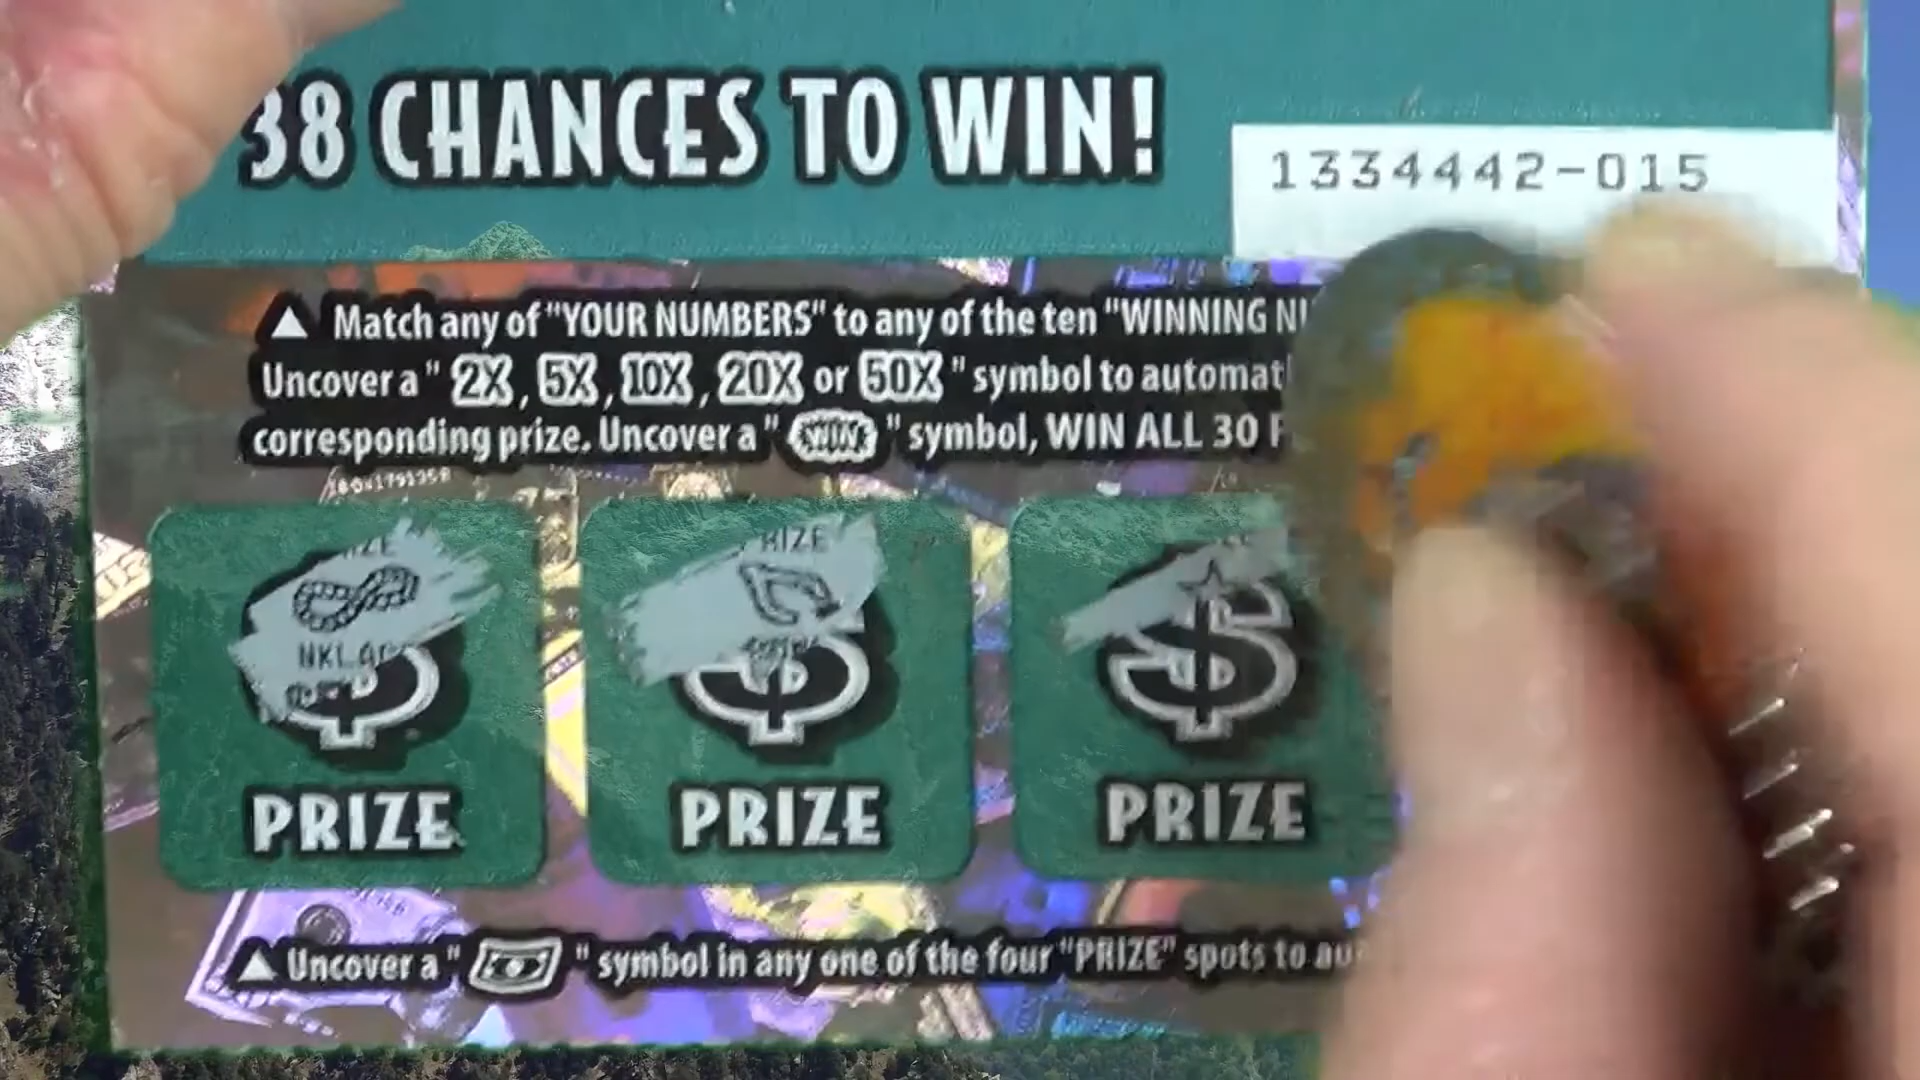 38 CHANCES TO WIN!
1334442-015
▲ Match any of "YOUR NUMBERS" to any of the ten "WINNING
Uncover a " 2X, 5X, 10X, 20X or 50X " symbol to automat
corresponding prize. Uncover a " WIN " symbol, WIN ALL 30
PRIZE PRIZE PRIZE
▲ Uncover a " " symbol in any one of the four "PRIZE" spots to